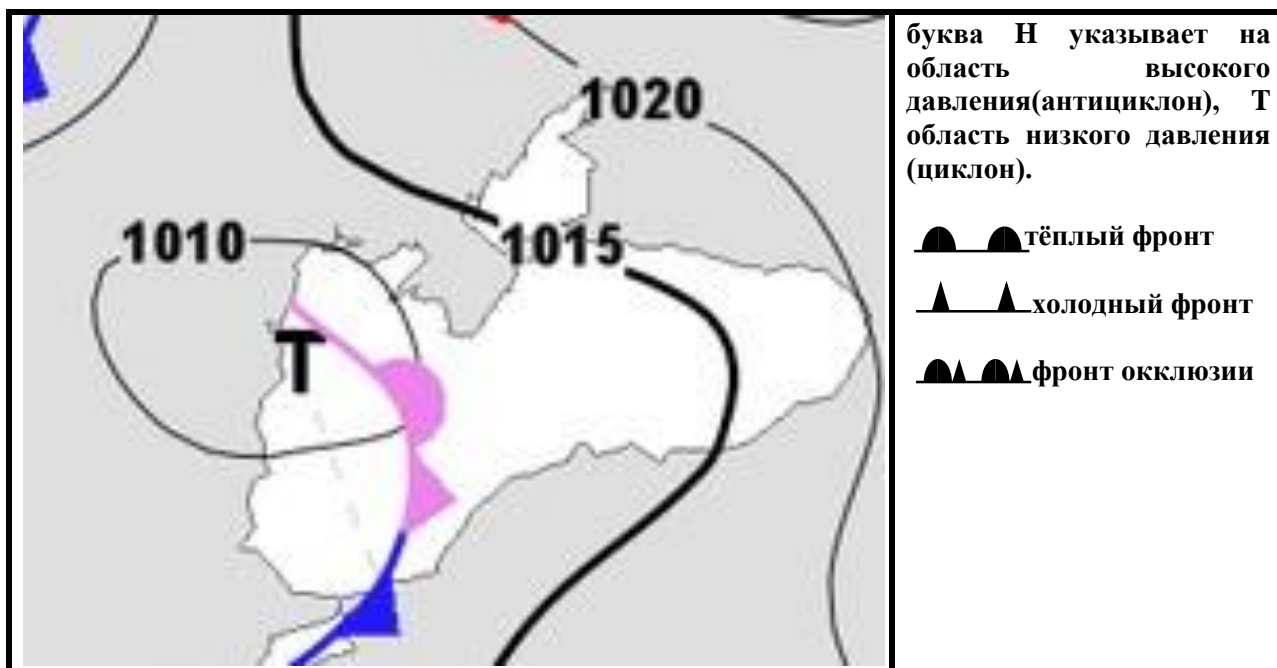 1020
1010
1015
T
буква Н указывает на
область высокого
давления(антициклон), Т
область низкого давления
(циклон).
тёплый фронт
холодный фронт
фронт окклюзии